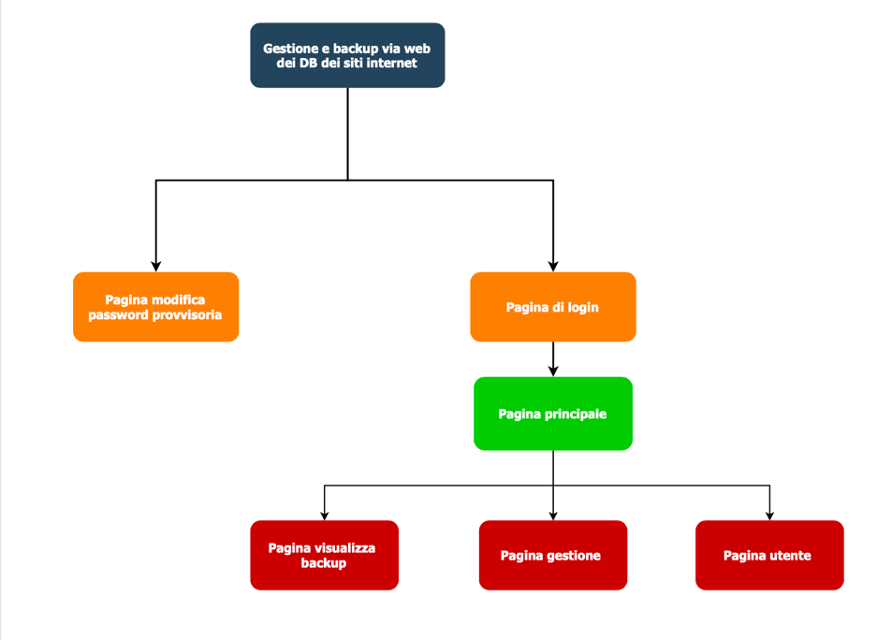 Gestione e backup via web
dei DB dei siti internet
Pagina modifica
password provvisoria
Pagina di login
Pagina principale
Pagina visualizza
backup
Pagina gestione
Pagina utente